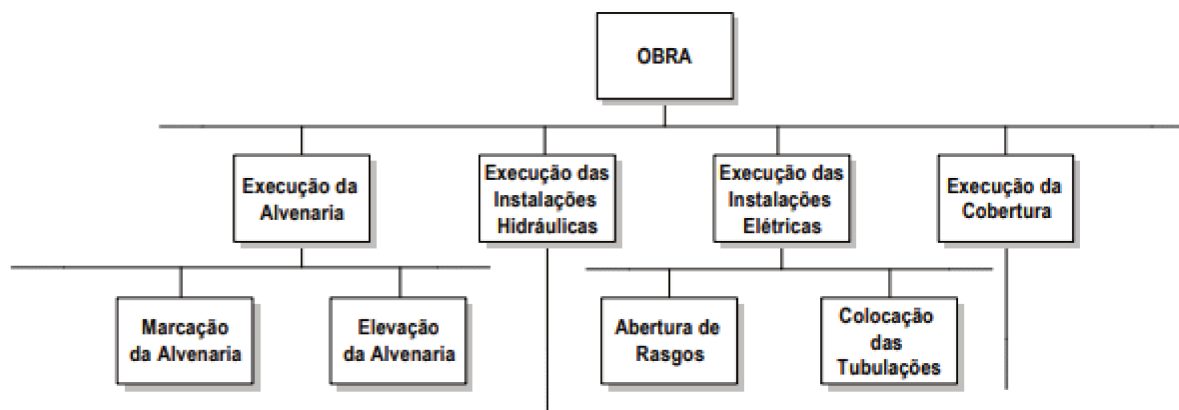 OBRA
Execução da
Alvenaria
Execução das
Instalações
Hidráulicas
Execução das
Instalações
Elétricas
Execução da
Cobertura
Marcação
da Alvenaria
Elevação
da Alvenaria
Abertura de
Rasgos
Colocação
das
Tubulações